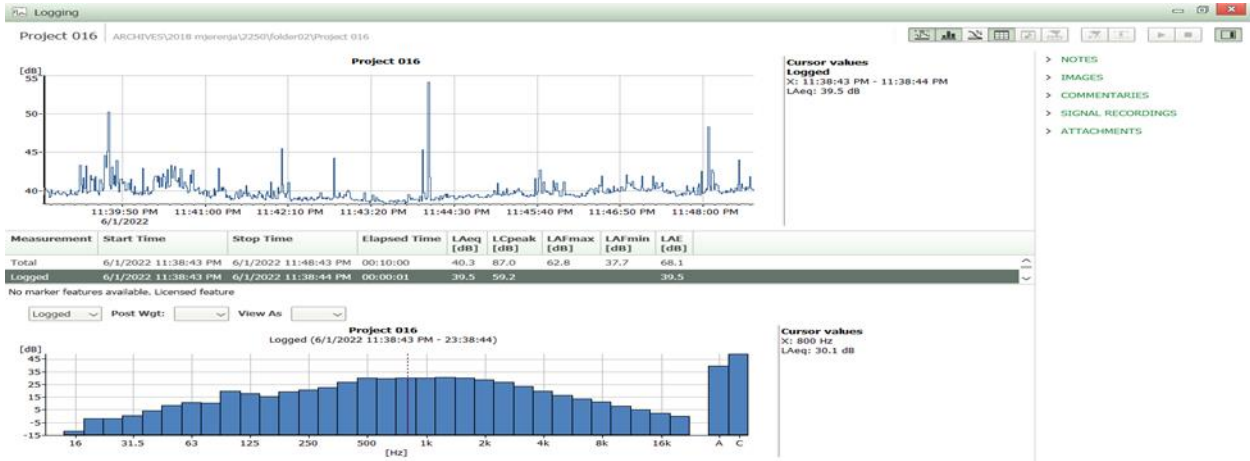 Logging
Project 016 ARCHIVES\2018 mjerenja\2250\folder02\Project 016
Project 016
[dB]
55
50
45
40
11:39:50 PM 11:41:00 PM 11:42:10 PM 11:43:20 PM 11:44:30 PM 11:45:40 PM 11:46:50 PM 11:48:00 PM
6/1/2022
Cursor values
Logged
X: 11:38:43 PM - 11:38:44 PM
LAeq: 39.5 dB
> NOTES
> IMAGES
> COMMENTARIES
> SIGNAL RECORDINGS
> ATTACHMENTS
Measurement Start Time Stop Time Elapsed Time LAeq LCpeak LAFmax LAFmin LAE
[dB] [dB] [dB] [dB] [dB]
Total 6/1/2022 11:38:43 PM 6/1/2022 11:48:43 PM 00:10:00 40.3 87.0 62.8 37.7 68.1
Logged 6/1/2022 11:38:43 PM 6/1/2022 11:38:44 PM 00:00:01 39.5 59.2 39.5
No marker features available. Licensed feature
Logged Post Wgt: View As
Project 016
Logged (6/1/2022 11:38:43 PM - 23:38:44)
[dB]
45
35
25
15
5
-5
-15
16 31.5 63 125 250 500 1k 2k 4k 8k 16k A C
[Hz]
Cursor values
X: 800 Hz
LAeq: 30.1 dB